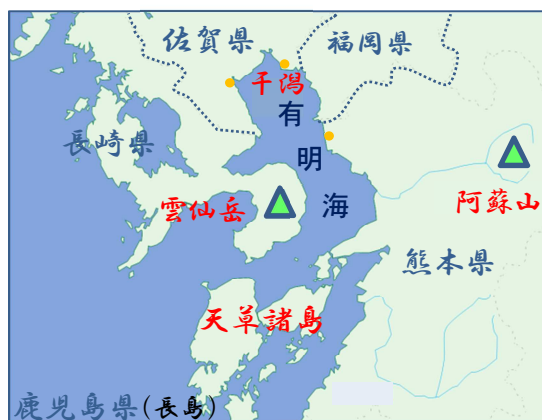 佐賀県
福岡県
干潟
有明海
長崎県
雲仙岳
阿蘇山
熊本県
天草諸島
鹿児島県(長島)